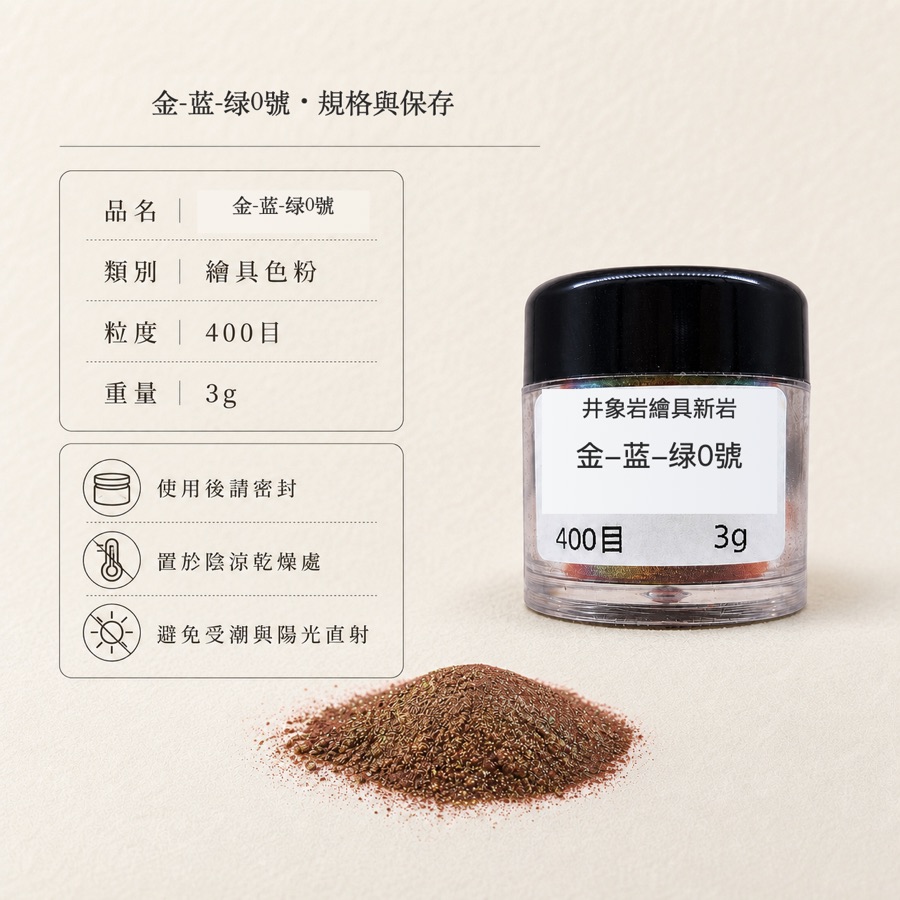 金-蓝-绿0號・規格與保存
品名｜金-蓝-绿0號
類別｜繪具色粉
粒度｜400目
重量｜3g
使用後請密封
置於陰涼乾燥處
避免受潮與陽光直射
井象岩繪具新岩
金–蓝–绿0號
400目 3g